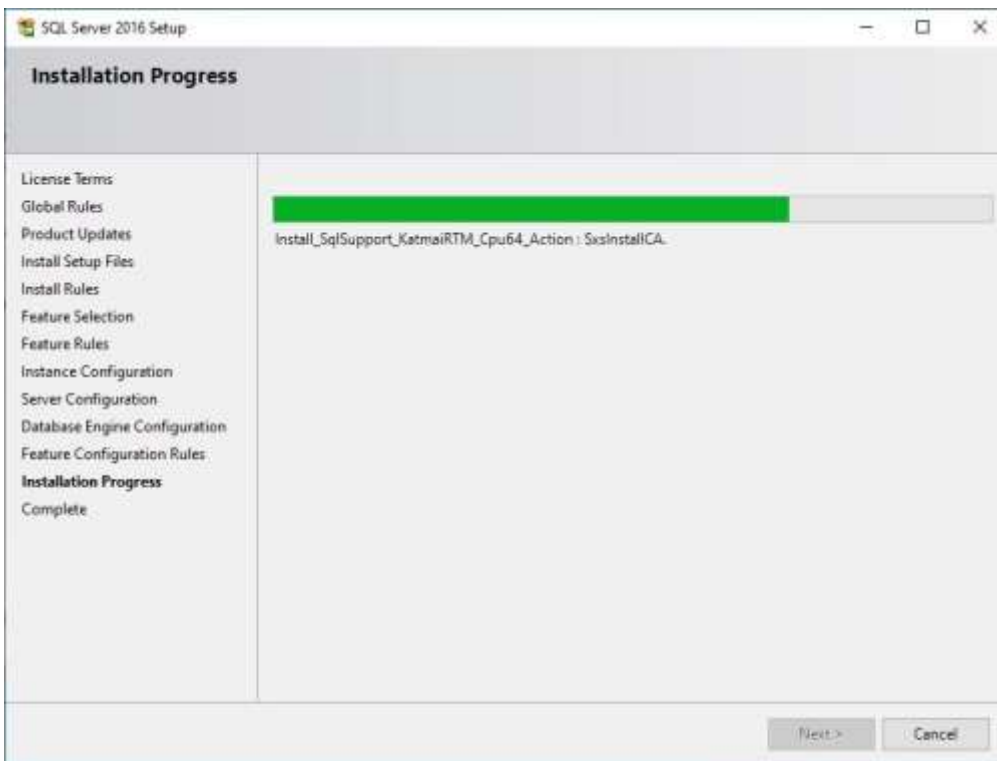 SQL Server 2016 Setup
Installation Progress
License Terms
Global Rules
Product Updates
Install Setup Files
Install Rules
Feature Selection
Feature Rules
Instance Configuration
Server Configuration
Database Engine Configuration
Feature Configuration Rules
Installation Progress
Complete
Install_SqlSupport_KatmaiRTM_Cpu64_Action : SxsInstallCA.
Next >
Cancel